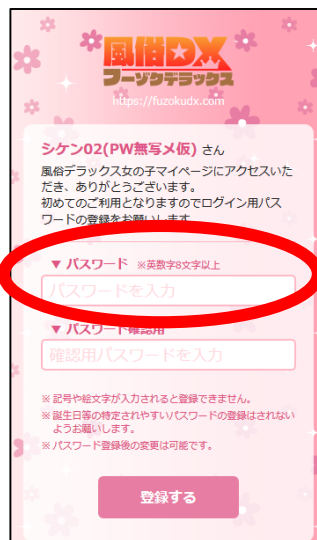 風俗DX
フーゾクデラックス
https://fuzokudx.com
シケン02(PW無写メ仮) さん
風俗デラックス女の子マイページにアクセスいた
だき、ありがとうございます。
初めてのご利用となりますのでログイン用パス
ワードの登録をお願いします。
▼ パスワード ※英数字8文字以上
パスワードを入力
▼ パスワード確認用
確認用パスワードを入力
※ 記号や絵文字が入力されると登録できません。
※ 誕生日等の特定されやすいパスワードの登録はされない
ようお願いします。
※ パスワード登録後の変更は可能です。
登録する